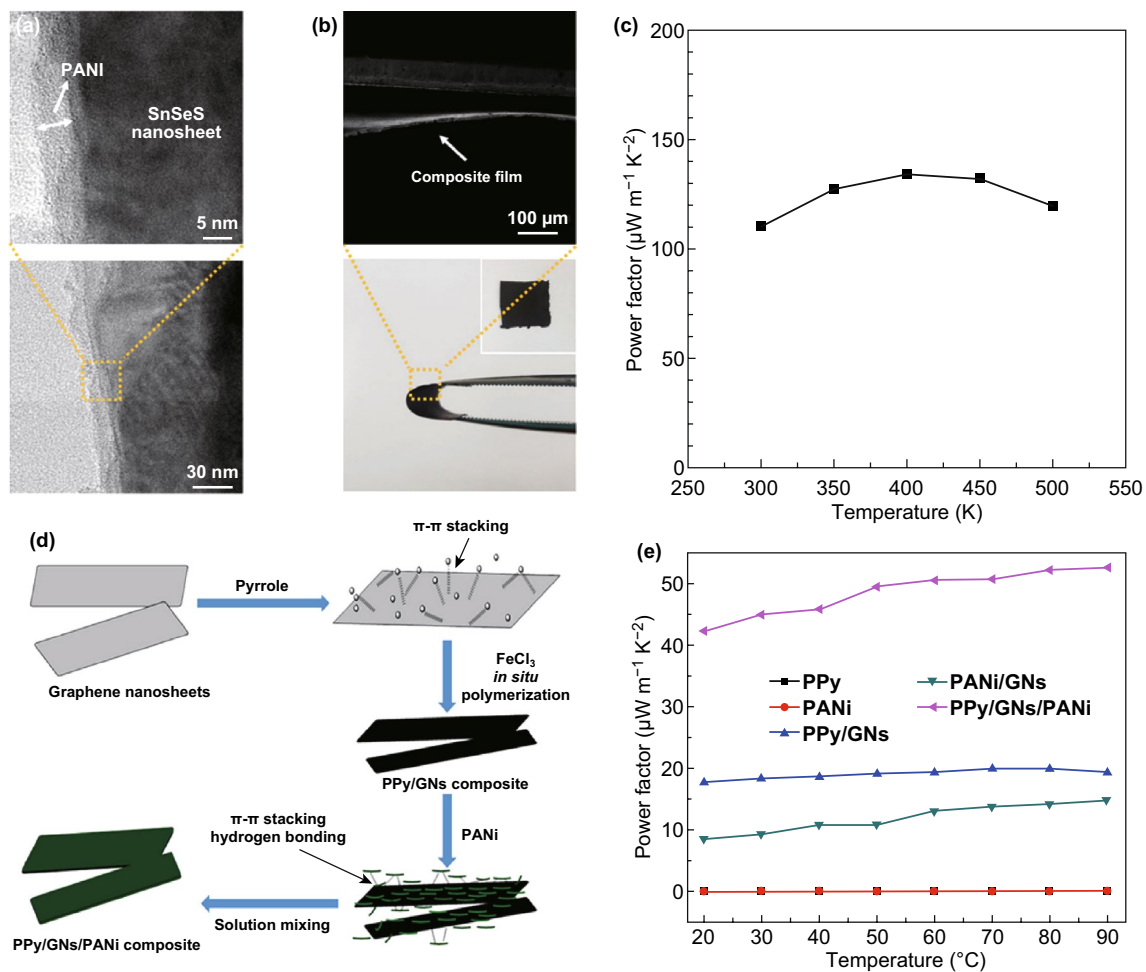 (a)
PANI
SnSeS
nanosheet
5 nm
30 nm
(b)
Composite film
100 µm
(c)
Power factor (µW m⁻¹ K⁻²)
200
150
100
50
0
250 300 350 400 450 500 550
Temperature (K)
(d)
π-π stacking
Pyrrole
Graphene nanosheets
FeCl₃
in situ
polymerization
PPy/GNs composite
π-π stacking
hydrogen bonding
PANi
Solution mixing
PPy/GNs/PANi composite
(e)
Power factor (µW m⁻¹ K⁻²)
50
40
30
20
10
0
PPy
PANi
PPy/GNs
PANi/GNs
PPy/GNs/PANi
20 30 40 50 60 70 80 90
Temperature (°C)